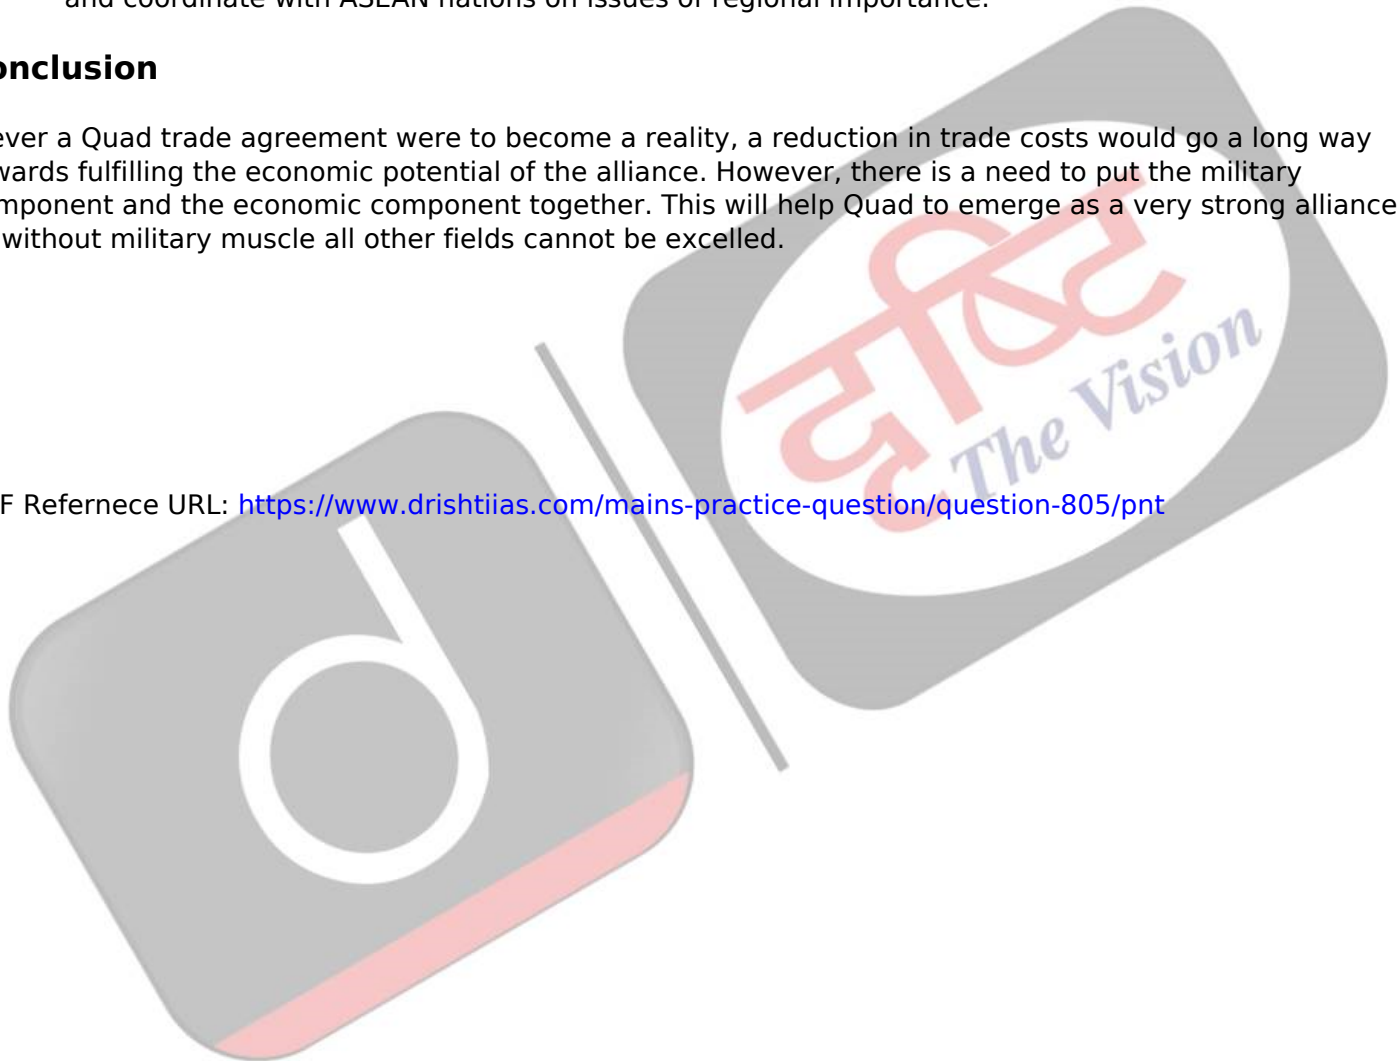 and coordinate with ASEAN nations on issues of regional importance.
onclusion
ever a Quad trade agreement were to become a reality, a reduction in trade costs would go a long way
wards fulfilling the economic potential of the alliance. However, there is a need to put the military
mponent and the economic component together. This will help Quad to emerge as a very strong alliance
without military muscle all other fields cannot be excelled.
दृष्टि
The Vision
F Refernece URL: https://www.drishtiias.com/mains-practice-question/question-805/pnt
d